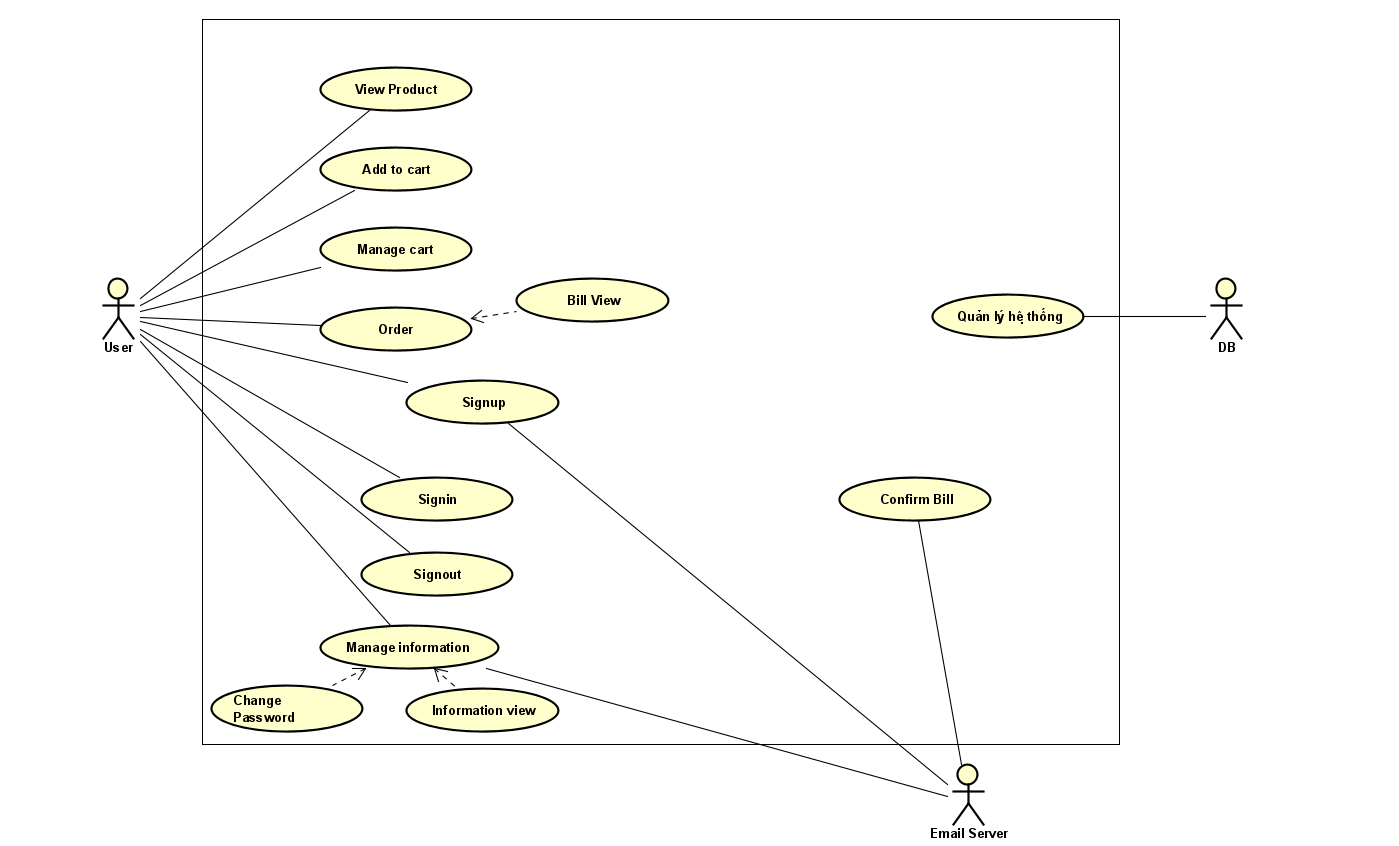 View Product
Add to cart
Manage cart
Bill View
Order
Quản lý hệ thống
User
DB
Signup
Signin
Confirm Bill
Signout
Manage information
Change
Password
Information view
Email Server